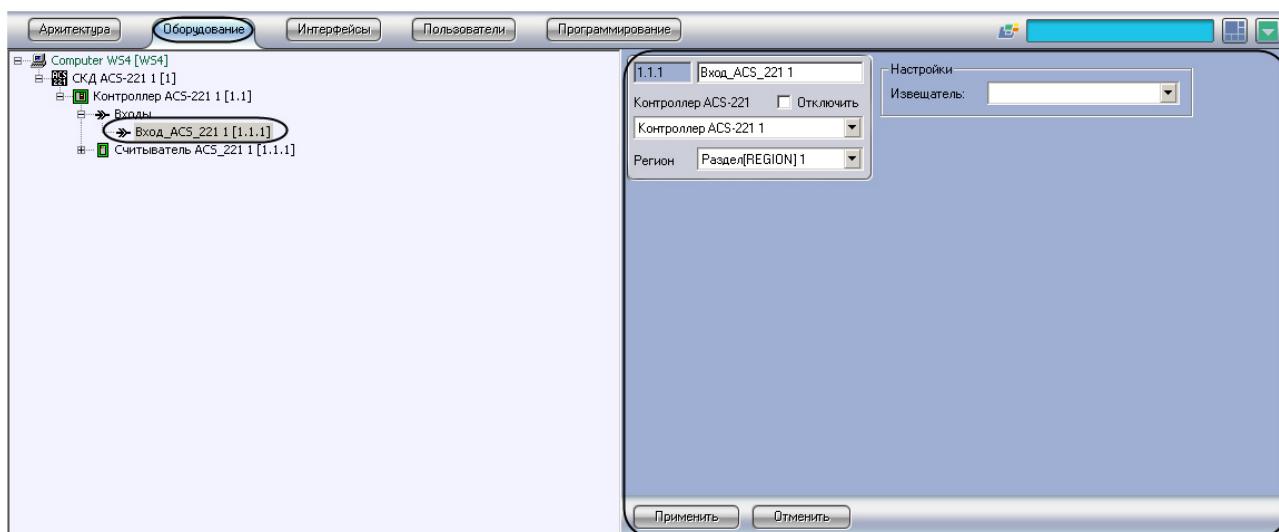 Архитектура Оборудование Интерфейсы Пользователи Программирование
Computer WS4 [WS4]
СКД ACS-221 1 [1]
Контроллер ACS-221 1 [1.1]
Входы
Вход_ACS_221 1 [1.1.1]
Считыватель ACS_221 1 [1.1.1]
1.1.1 Вход_ACS_221 1
Контроллер ACS-221 Отключить
Контроллер ACS-221 1
Регион Раздел[REGION] 1
Настройки
Извещатель:
Применить Отменить